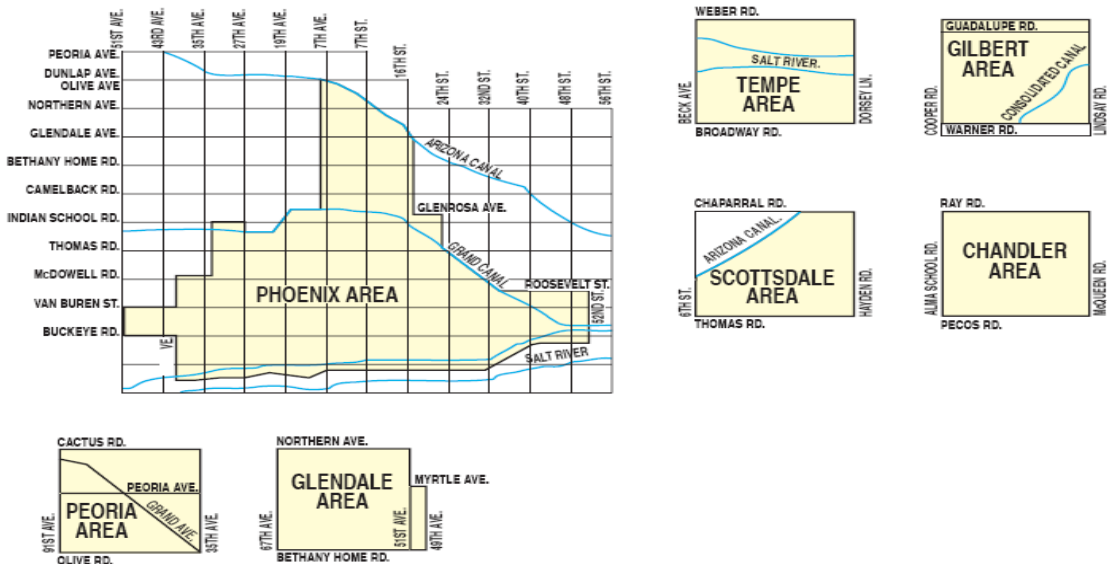 51ST AVE.
43RD AVE.
35TH AVE.
27TH AVE.
19TH AVE.
7TH AVE.
7TH ST.
16TH ST.
24TH ST.
32ND ST.
40TH ST.
48TH ST.
56TH ST.
PEORIA AVE.
DUNLAP AVE.
OLIVE AVE
NORTHERN AVE.
GLENDALE AVE.
BETHANY HOME RD.
CAMELBACK RD.
INDIAN SCHOOL RD.
THOMAS RD.
McDOWELL RD.
VAN BUREN ST.
BUCKEYE RD.
ARIZONA CANAL
GLENROSA AVE.
GRAND CANAL
ROOSEVELT ST.
52ND ST.
PHOENIX AREA
SALT RIVER
VE.
WEBER RD.
SALT RIVER.
TEMPE
AREA
BECK AVE.
DORSEY LN.
BROADWAY RD.
GUADALUPE RD.
GILBERT
AREA
CONSOLIDATED CANAL
COOPER RD.
LINDSAY RD.
WARNER RD.
CHAPARRAL RD.
ARIZONA CANAL.
SCOTTSDALE
AREA
6TH ST.
HAYDEN RD.
THOMAS RD.
RAY RD.
CHANDLER
AREA
ALMA SCHOOL RD.
McQUEEN RD.
PECOS RD.
CACTUS RD.
PEORIA AVE.
PEORIA
AREA
GRAND AVE.
91ST AVE.
35TH AVE.
OLIVE RD.
NORTHERN AVE.
GLENDALE
AREA
MYRTLE AVE.
67TH AVE.
51ST AVE.
49TH AVE.
BETHANY HOME RD.